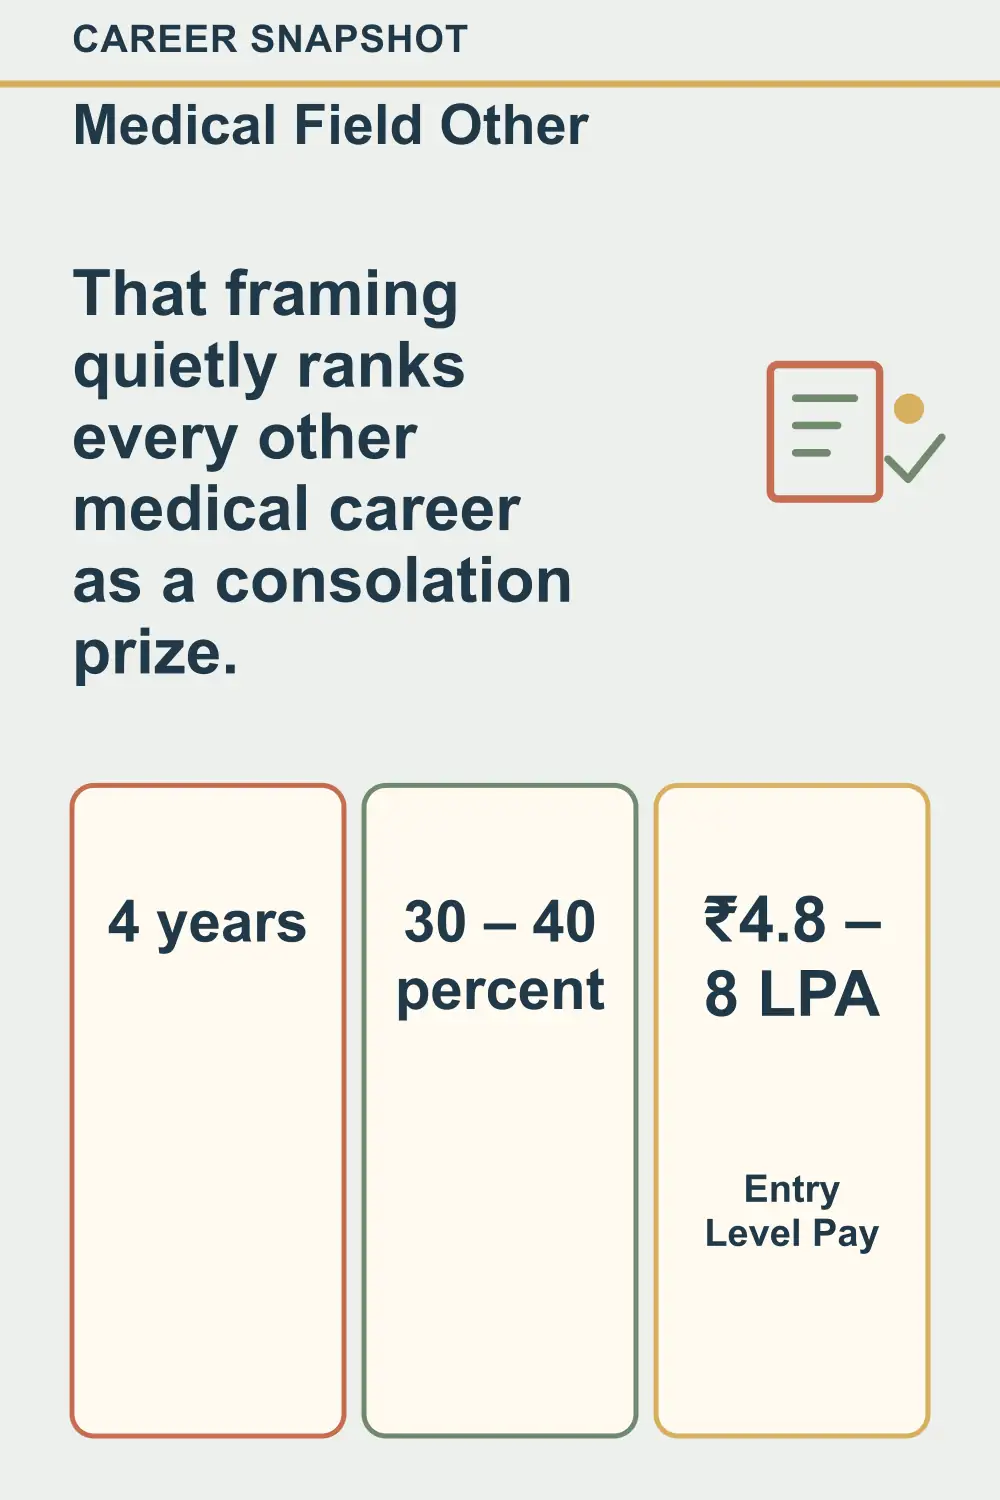 CAREER SNAPSHOT
Medical Field Other
That framing
quietly ranks
every other
medical career
as a consolation
prize.
4 years
30 – 40
percent
₹4.8 –
8 LPA
Entry
Level Pay